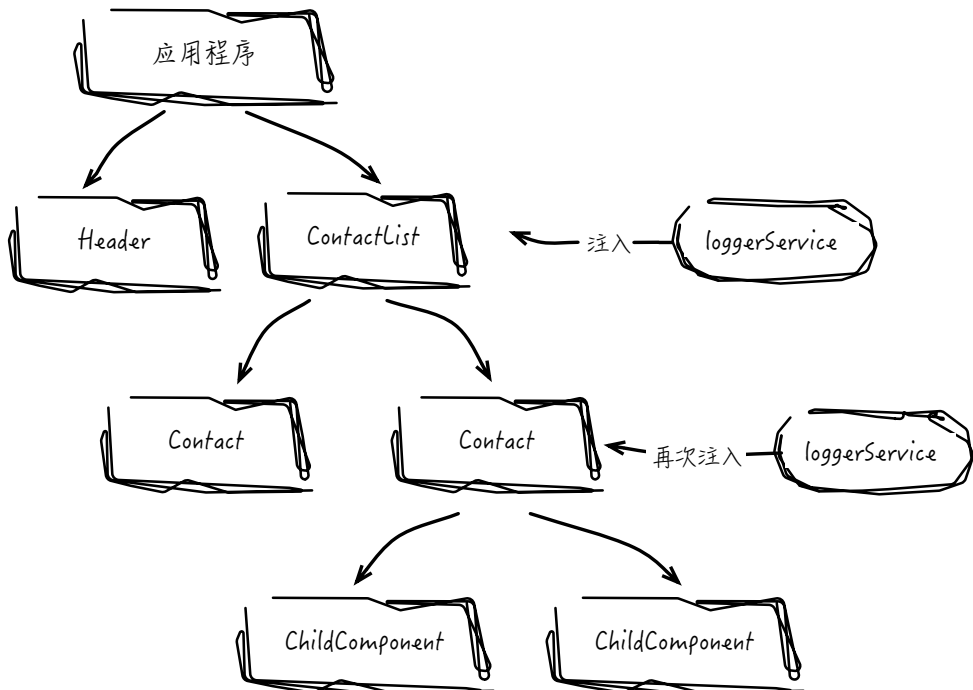 应用程序
Header
ContactList
注入
loggerService
Contact
Contact
再次注入
loggerService
ChildComponent
ChildComponent